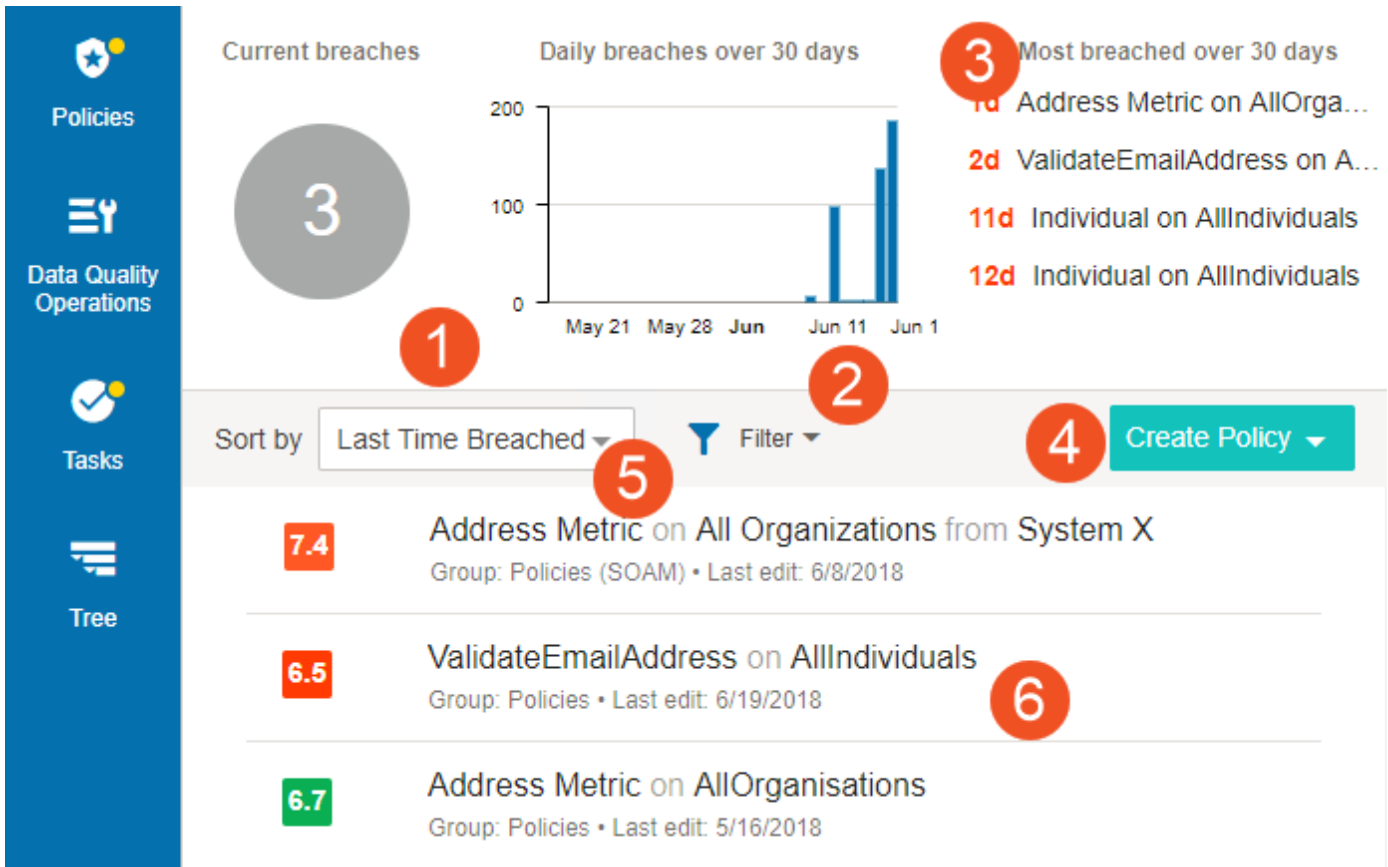 Policies
Data Quality
Operations
Tasks
Tree
Current breaches
3
Daily breaches over 30 days
200
100
0
May 21 May 28 Jun Jun 11 Jun 1
3
Most breached over 30 days
Address Metric on AllOrga...
2d ValidateEmailAddress on A...
11d Individual on AllIndividuals
12d Individual on AllIndividuals
1
2
Sort by Last Time Breached Filter
4
Create Policy
5
7.4
Address Metric on All Organizations from System X
Group: Policies (SOAM) • Last edit: 6/8/2018
6.5
ValidateEmailAddress on AllIndividuals
Group: Policies • Last edit: 6/19/2018
6
6.7
Address Metric on AllOrganisations
Group: Policies • Last edit: 5/16/2018